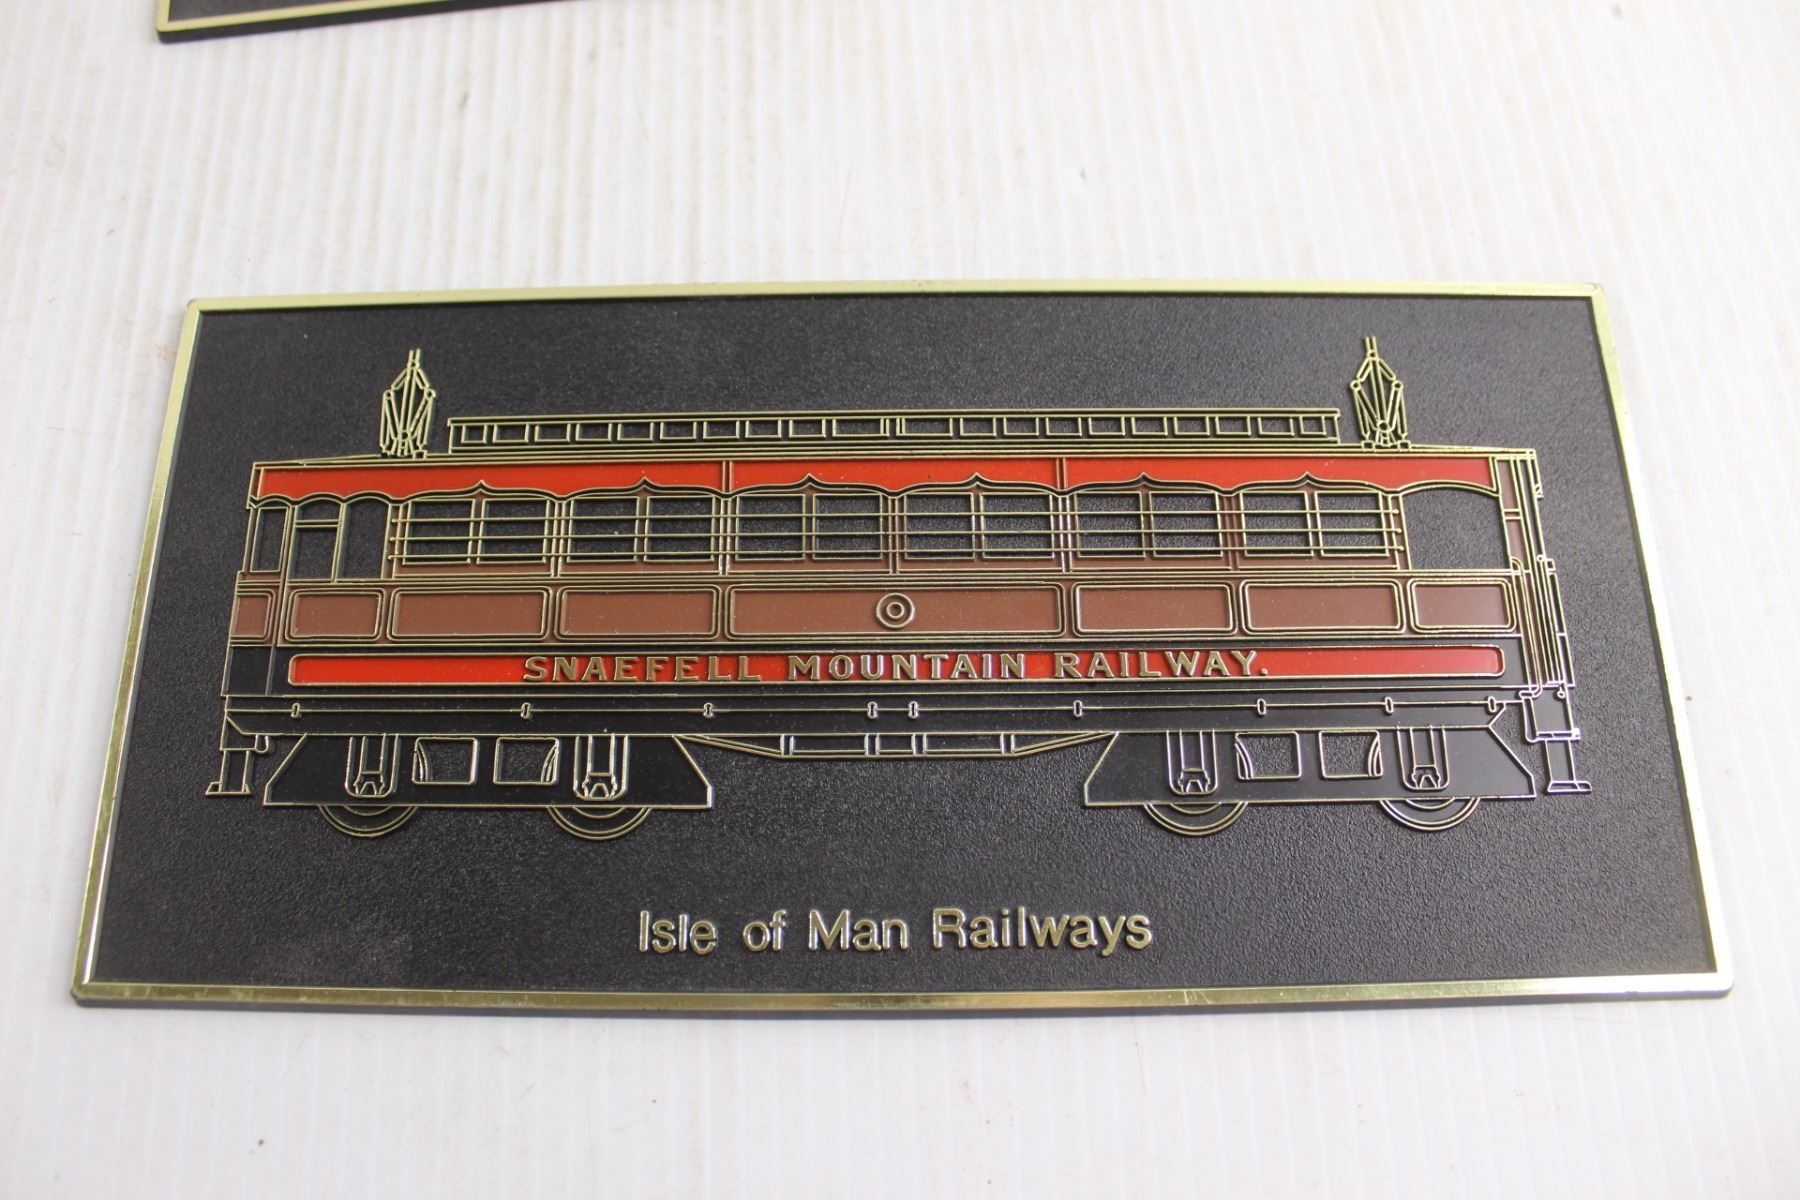 SNAEFELL MOUNTAIN RAILWAY.
Isle of Man Railways